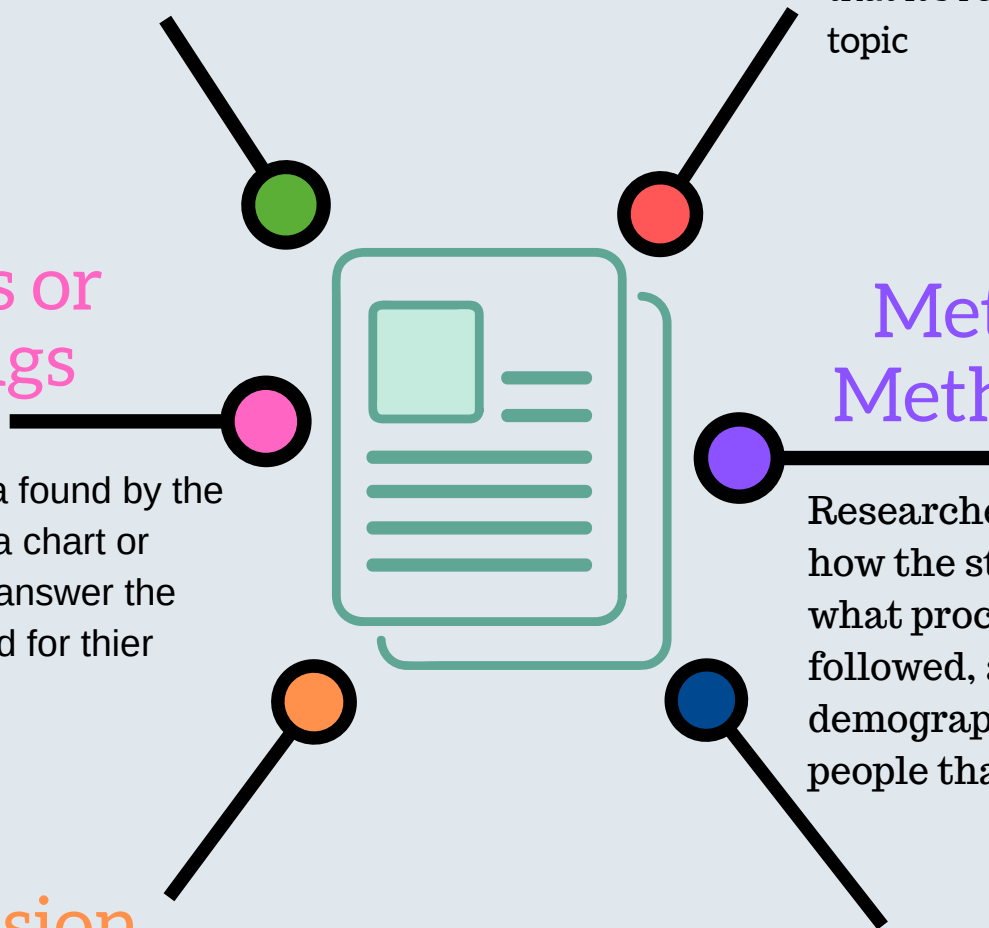 topic
s or
gs
a found by the
a chart or
answer the
d for thier
Met
Meth
Researche
how the st
what proc
followed, a
demograp
people tha
sion